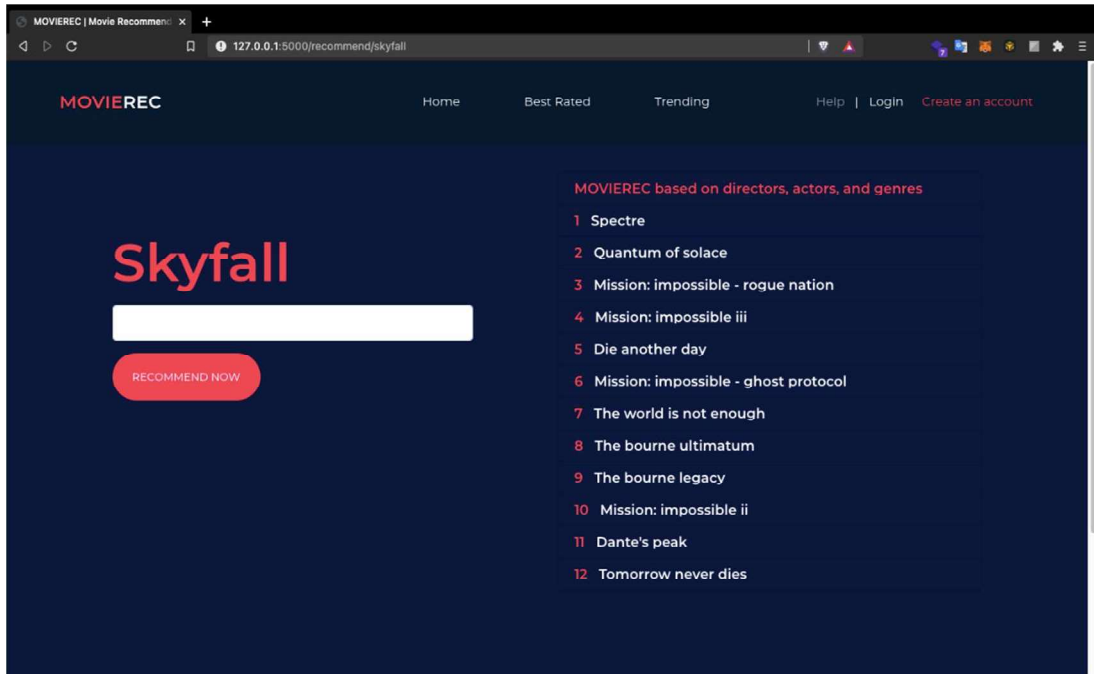 MOVIEREC | Movie Recommend
127.0.0.1:5000/recommend/skyfall
7
MOVIEREC
Home Best Rated Trending Help | Login Create an account
MOVIEREC based on directors, actors, and genres
Skyfall
RECOMMEND NOW
1 Spectre
2 Quantum of solace
3 Mission: impossible - rogue nation
4 Mission: impossible iii
5 Die another day
6 Mission: impossible - ghost protocol
7 The world is not enough
8 The bourne ultimatum
9 The bourne legacy
10 Mission: impossible ii
11 Dante's peak
12 Tomorrow never dies